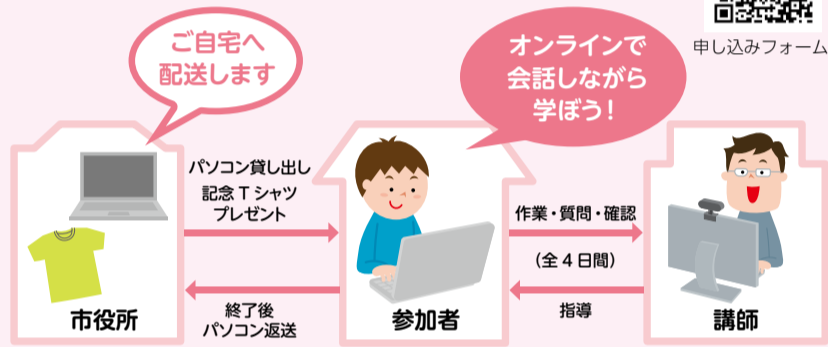 ご自宅へ
配送します
オンラインで
会話しながら
学ぼう!
申し込みフォーム
パソコン貸し出し
記念Tシャツ
プレゼント
作業・質問・確認
(全4日間)
終了後
パソコン返送
指導
市役所
参加者
講師